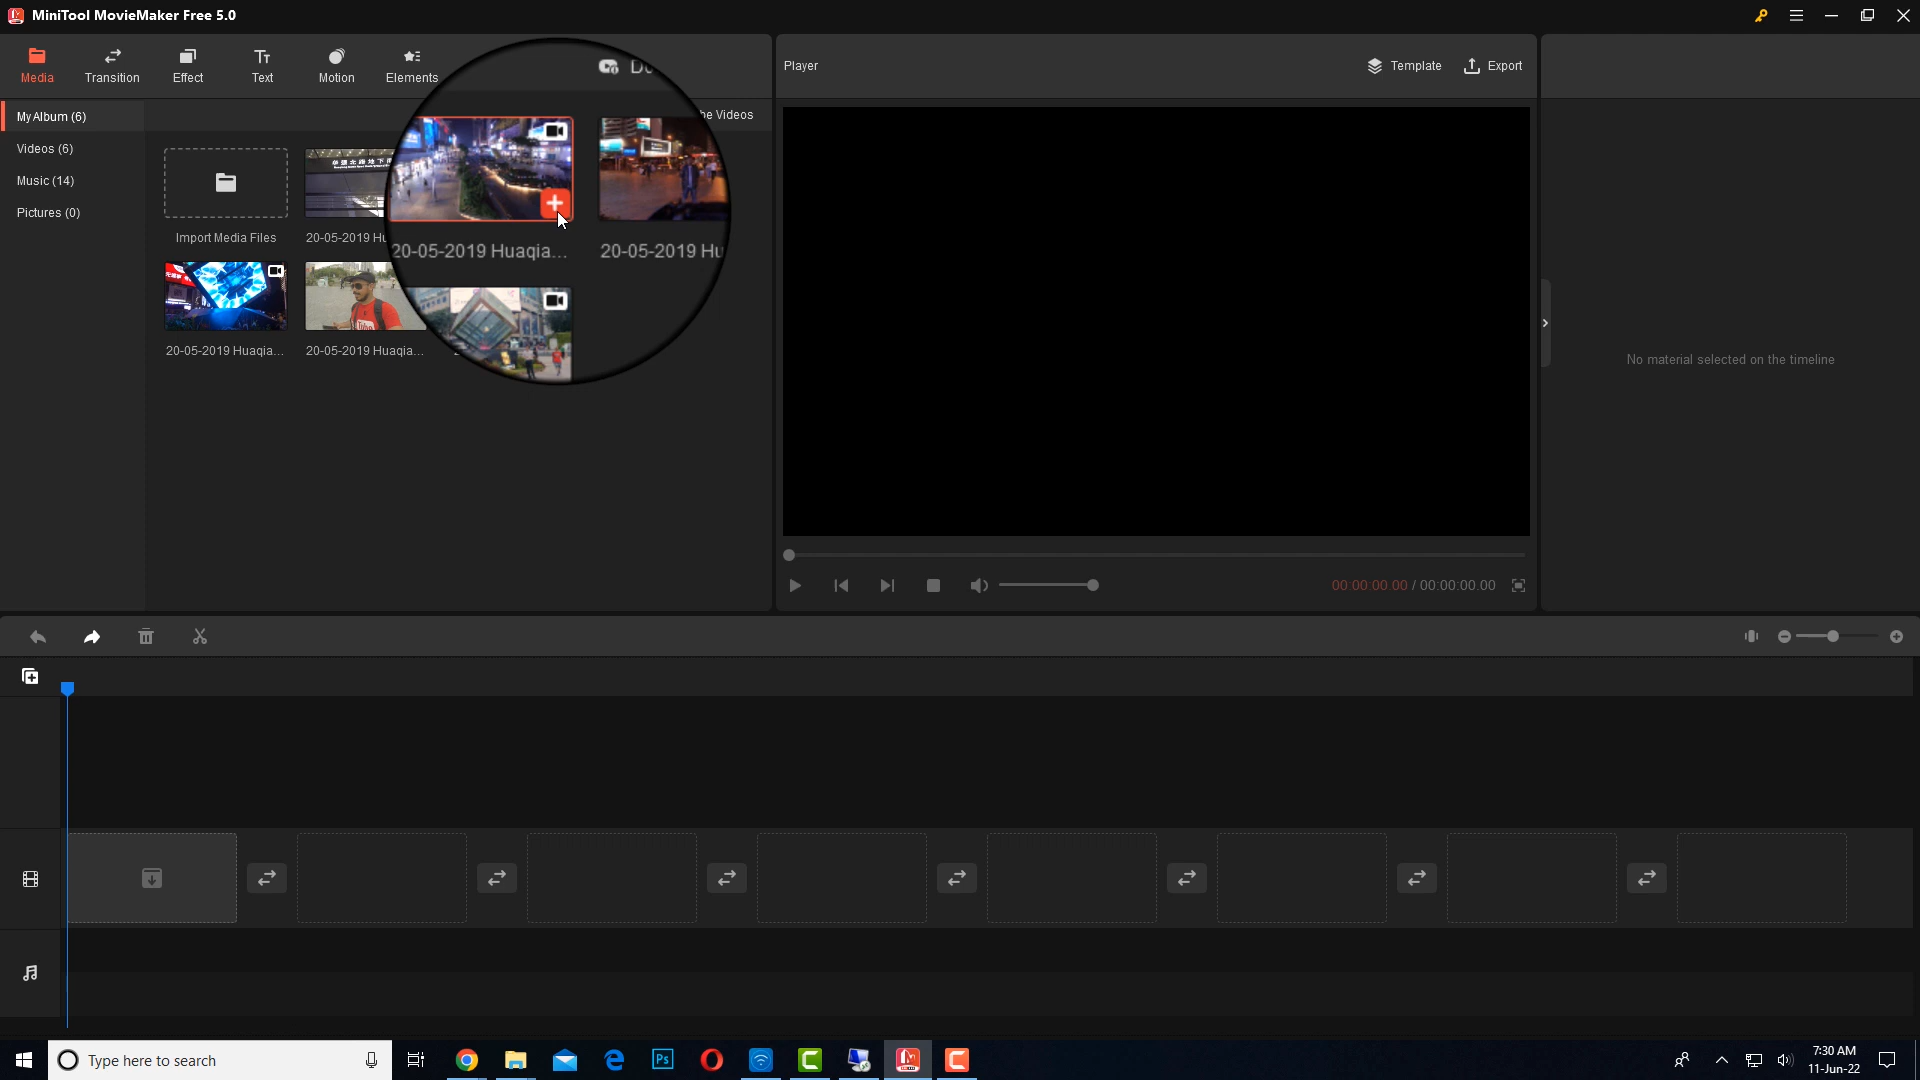 MiniTool MovieMaker Free 5.0
Media
Transition
Effect
Text
Motion
Elements
Player
Template
Export
My Album (6)
Videos (6)
Music (14)
Pictures (0)
Videos
Import Media Files
20-05-2019
20-05-2019 Huaqia...
20-05-2019
20-05-2019 Huaqia...
20-05-2019 Huaqia...
No material selected on the timeline
00:00:00.00 / 00:00:00.00
Type here to search
Ps
7:30 AM
11-Jun-22